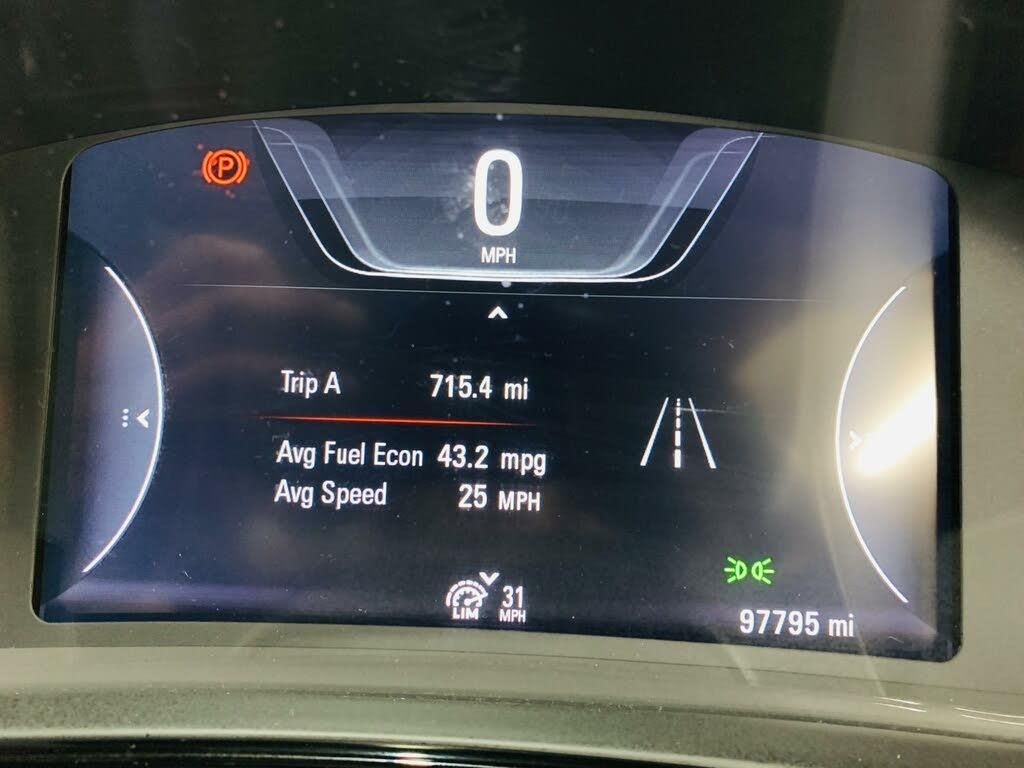 P
0
MPH
Trip A 715.4 mi
Avg Fuel Econ 43.2 mpg
Avg Speed 25 MPH
LIM 31 MPH
97795 mi